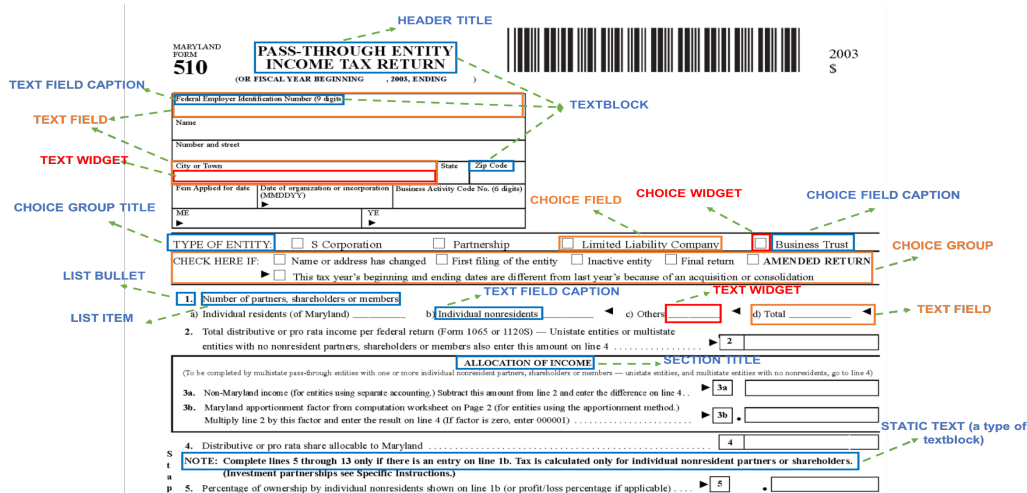 HEADER TITLE
MARYLAND
FORM
510
PASS-THROUGH ENTITY
INCOME TAX RETURN
(OR FISCAL YEAR BEGINNING , 2003, ENDING )
2003
$
TEXT FIELD CAPTION
Federal Employer Identification Number (9 digits)
TEXTBLOCK
TEXT FIELD
Name
Number and street
TEXT WIDGET
City or Town State Zip Code
Fein Applied for date Date of organization or incorporation (MMDDYY) Business Activity Code No. (6 digits)
CHOICE GROUP TITLE
ME YE
CHOICE FIELD
CHOICE WIDGET
CHOICE FIELD CAPTION
TYPE OF ENTITY: S Corporation Partnership Limited Liability Company Business Trust
CHOICE GROUP
CHECK HERE IF: Name or address has changed First filing of the entity Inactive entity Final return AMENDED RETURN
This tax year's beginning and ending dates are different from last year's because of an acquisition or consolidation
LIST BULLET
TEXT FIELD CAPTION
TEXT WIDGET
1. Number of partners, shareholders or members
LIST ITEM
a) Individual residents (of Maryland) b) Individual nonresidents c) Others d) Total
TEXT FIELD
2. Total distributive or pro rata income per federal return (Form 1065 or 1120S) — Unistate entities or multistate
entities with no nonresident partners, shareholders or members also enter this amount on line 4 2
ALLOCATION OF INCOME
SECTION TITLE
(To be completed by multistate pass-through entities with one or more individual nonresident partners, shareholders or members — unistate entities, and multistate entities with no nonresidents, go to line 4)
3a. Non-Maryland income (for entities using separate accounting.) Subtract this amount from line 2 and enter the difference on line 4 . . 3a
3b. Maryland apportionment factor from computation worksheet on Page 2 (for entities using the apportionment method.)
Multiply line 2 by this factor and enter the result on line 4 (If factor is zero, enter 000001) 3b
STATIC TEXT (a type of
textblock)
4. Distributive or pro rata share allocable to Maryland 4
S
t
a
p
NOTE: Complete lines 5 through 13 only if there is an entry on line 1b. Tax is calculated only for individual nonresident partners or shareholders.
(Investment partnerships see Specific Instructions.)
5. Percentage of ownership by individual nonresidents shown on line 1b (or profit/loss percentage if applicable) . . . . 5